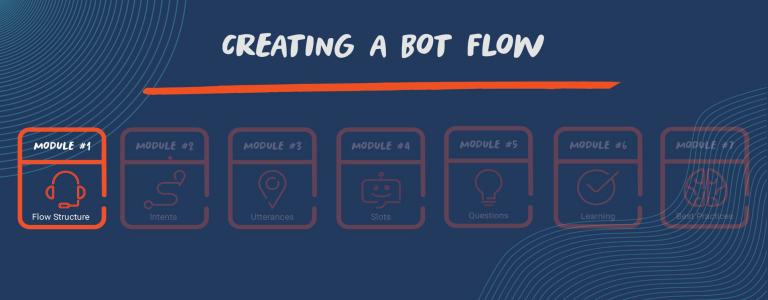 CREATING A BOT FLOW
MODULE #1
Flow Structure
MODULE #2
Intents
MODULE #3
Utterances
MODULE #4
Slots
MODULE #5
Questions
MODULE #6
Learning
MODULE #7
Best Practices